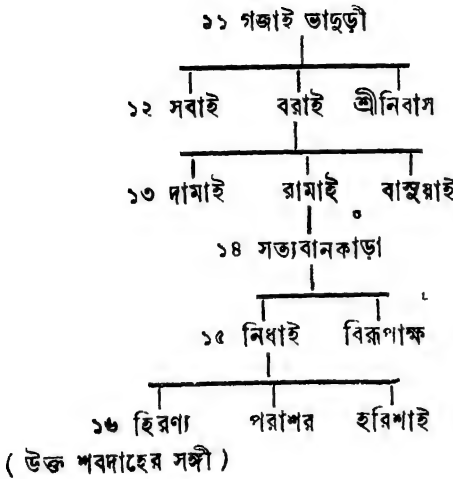 ১১ গজাই ভাদুড়ী
১২ সবাই বরাই শ্রীনিবাস
১৩ দামাই রামাই বাসুয়াই
১৪ সত্যবানকাড়া
১৫ নিধাই বিরূপাক্ষ
১৬ হিরণ্য পরাশর হরিশাই
( উক্ত শবদাহের সঙ্গী )